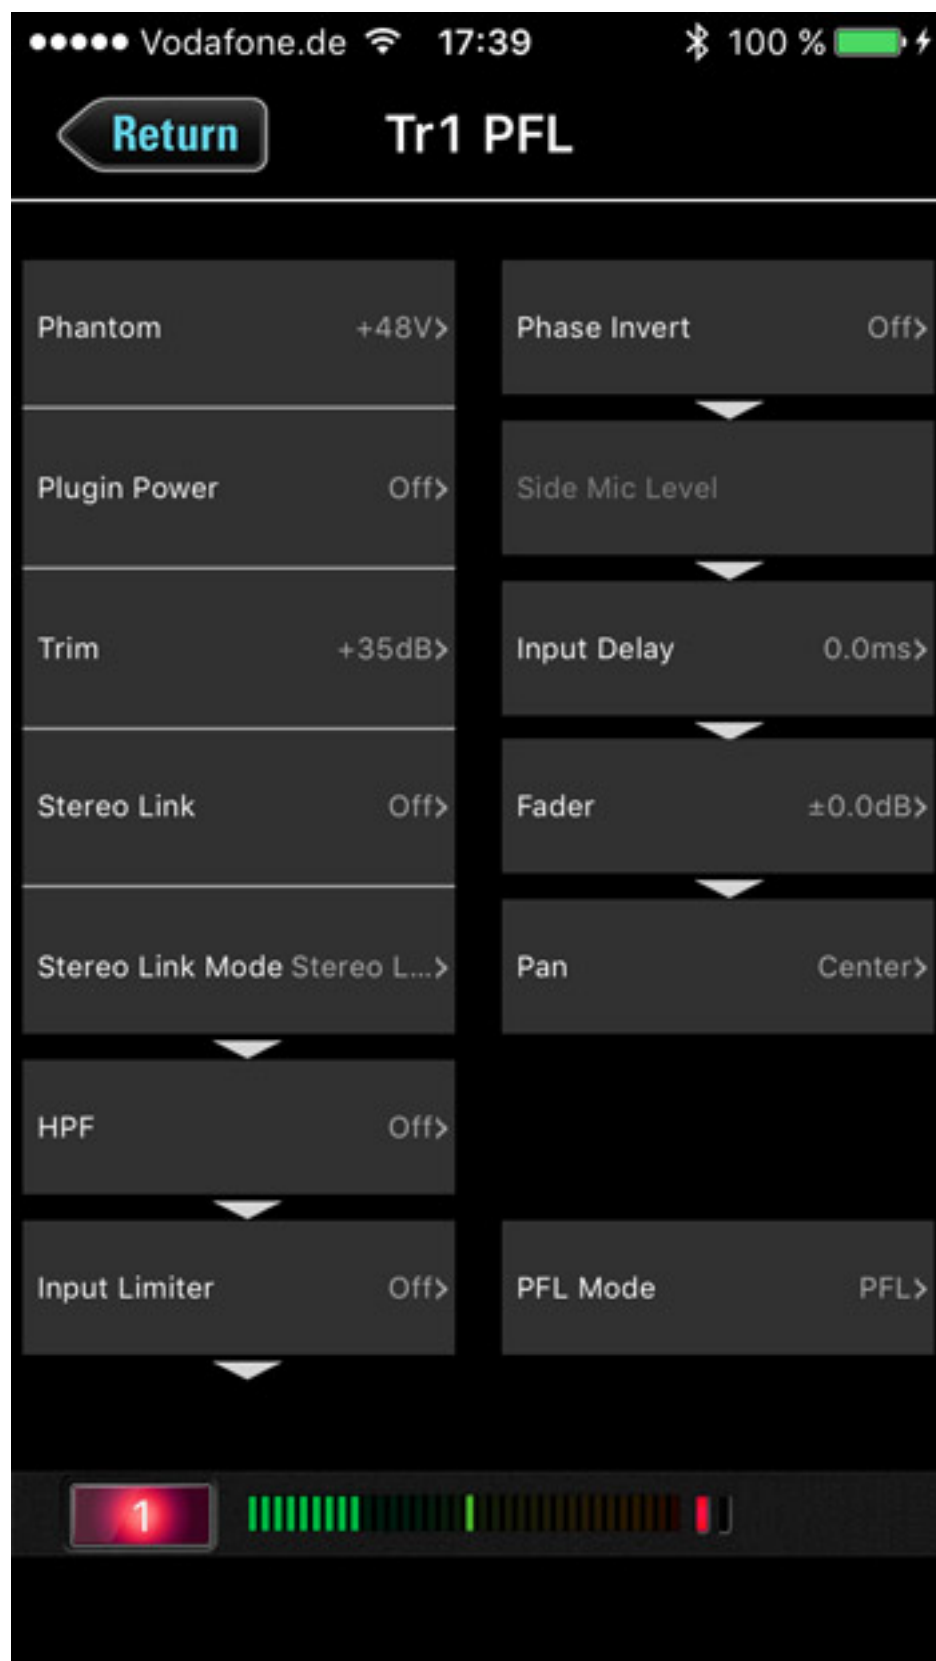 Vodafone.de 17:39 100 %
Return Tr1 PFL
Phantom +48V>
Plugin Power Off>
Trim +35dB>
Stereo Link Off>
Stereo Link Mode Stereo L...>
HPF Off>
Input Limiter Off>
Phase Invert Off>
Side Mic Level
Input Delay 0.0ms>
Fader ±0.0dB>
Pan Center>
PFL Mode PFL>
1